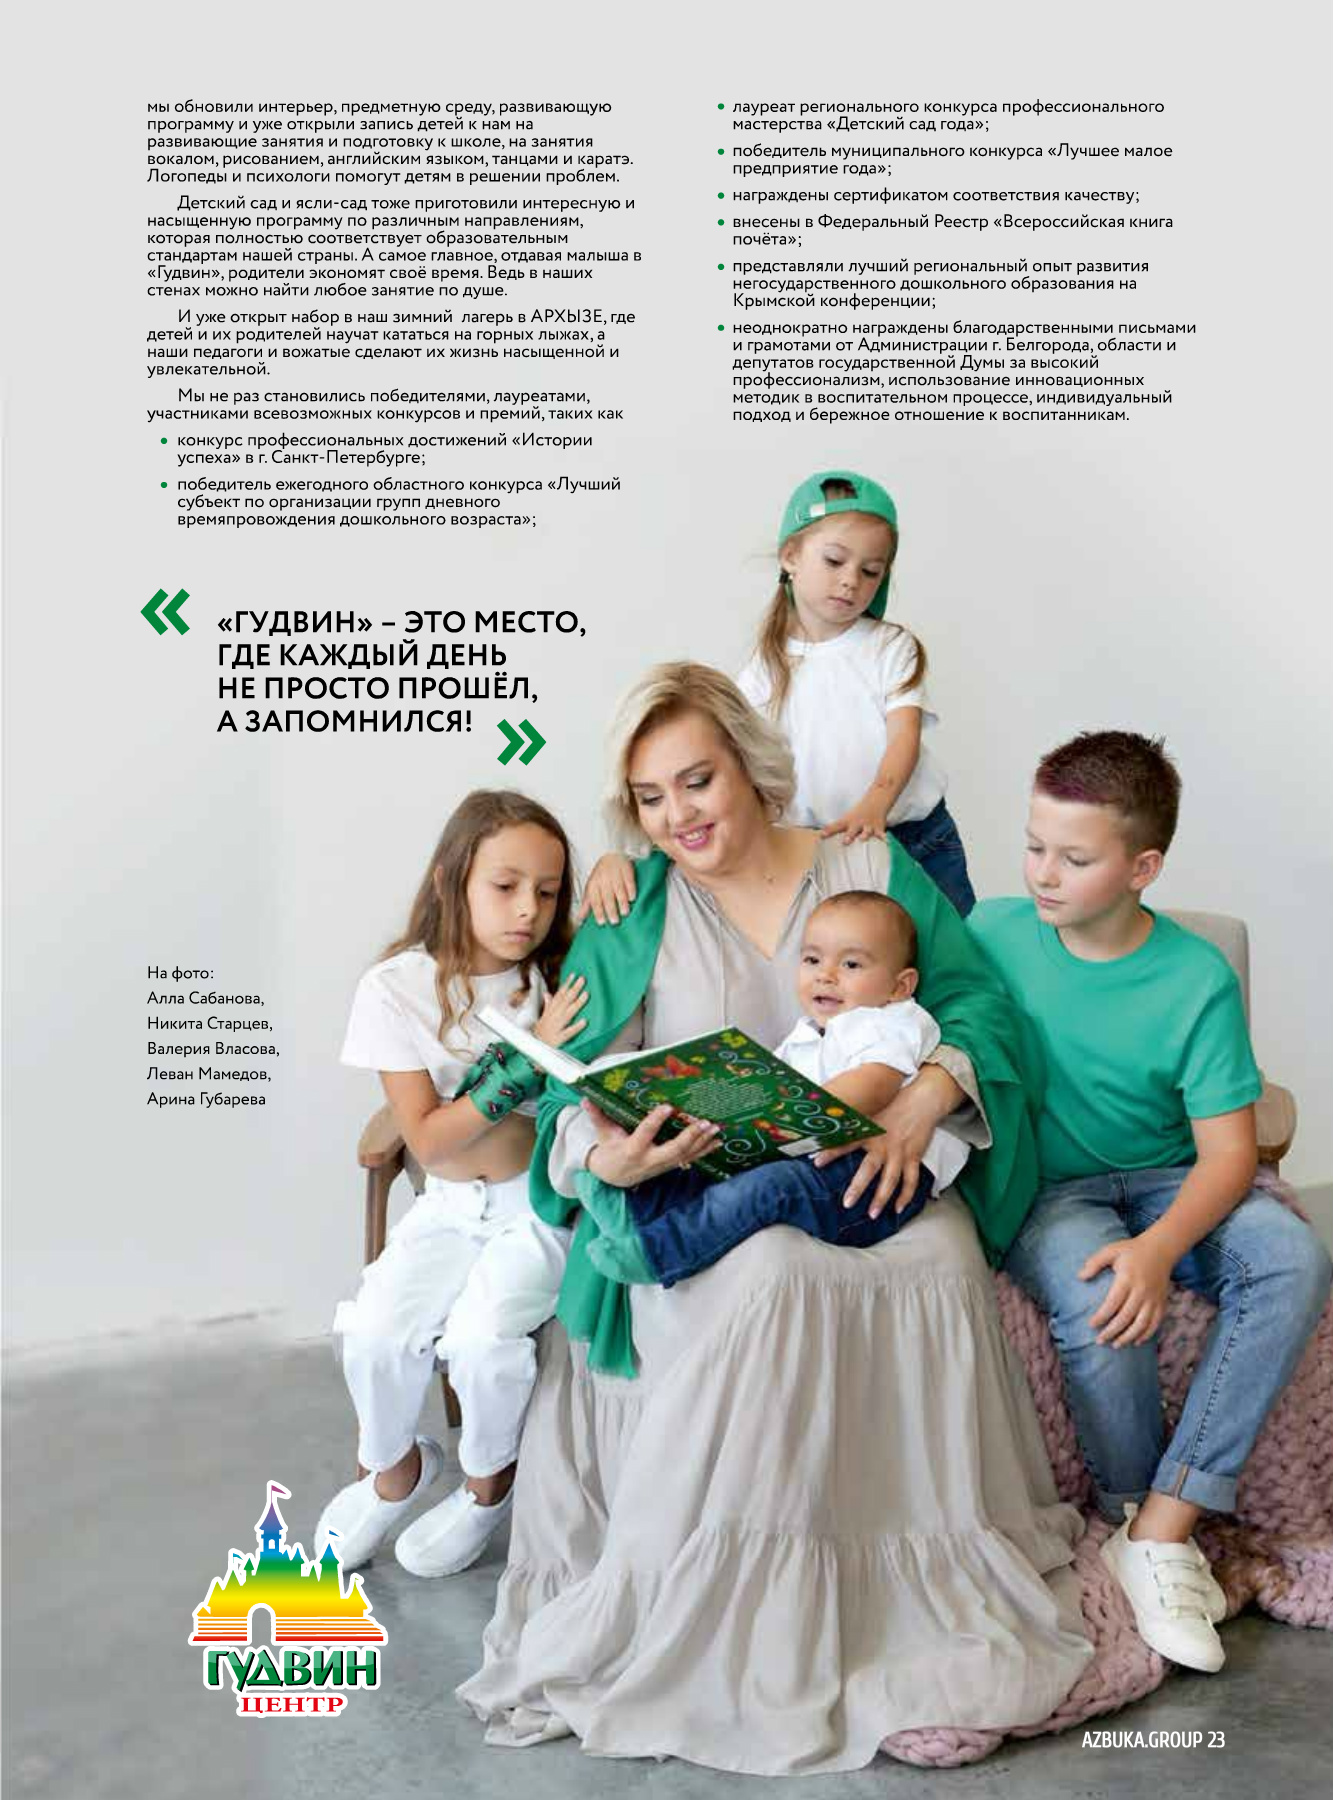 мы обновили интерьер, предметную среду, развивающую
программу и уже открыли запись детей к нам на
развивающие занятия и подготовку к школе, на занятия
вокалом, рисованием, английским языком, танцами и каратэ.
Логопеды и психологи помогут детям в решении проблем.
Детский сад и ясли-сад тоже приготовили интересную и
насыщенную программу по различным направлениям,
которая полностью соответствует образовательным
стандартам нашей страны. А самое главное, отдавая малыша в
«Гудвин», родители экономят своё время. Ведь в наших
стенах можно найти любое занятие по душе.
И уже открыт набор в наш зимний лагерь в АРХЫЗЕ, где
детей и их родителей научат кататься на горных лыжах, а
наши педагоги и вожатые сделают их жизнь насыщенной и
увлекательной.
Мы не раз становились победителями, лауреатами,
участниками всевозможных конкурсов и премий, таких как
• конкурс профессиональных достижений «Истории
успеха» в г. Санкт-Петербурге;
• победитель ежегодного областного конкурса «Лучший
субъект по организации групп дневного
времяпровождения дошкольного возраста»;
• лауреат регионального конкурса профессионального
мастерства «Детский сад года»;
• победитель муниципального конкурса «Лучшее малое
предприятие года»;
• награждены сертификатом соответствия качеству;
• внесены в Федеральный Реестр «Всероссийская книга
почёта»;
• представляли лучший региональный опыт развития
негосударственного дошкольного образования на
Крымской конференции;
• неоднократно награждены благодарственными письмами
и грамотами от Администрации г. Белгорода, области и
депутатов государственной Думы за высокий
профессионализм, использование инновационных
методик в воспитательном процессе, индивидуальный
подход и бережное отношение к воспитанникам.
« «ГУДВИН» – ЭТО МЕСТО,
ГДЕ КАЖДЫЙ ДЕНЬ
НЕ ПРОСТО ПРОШЁЛ,
А ЗАПОМНИЛСЯ! »
На фото:
Алла Сабанова,
Никита Старцев,
Валерия Власова,
Леван Мамедов,
Арина Губарева
ГУДВИН
ЦЕНТР
AZBUKA.GROUP 23